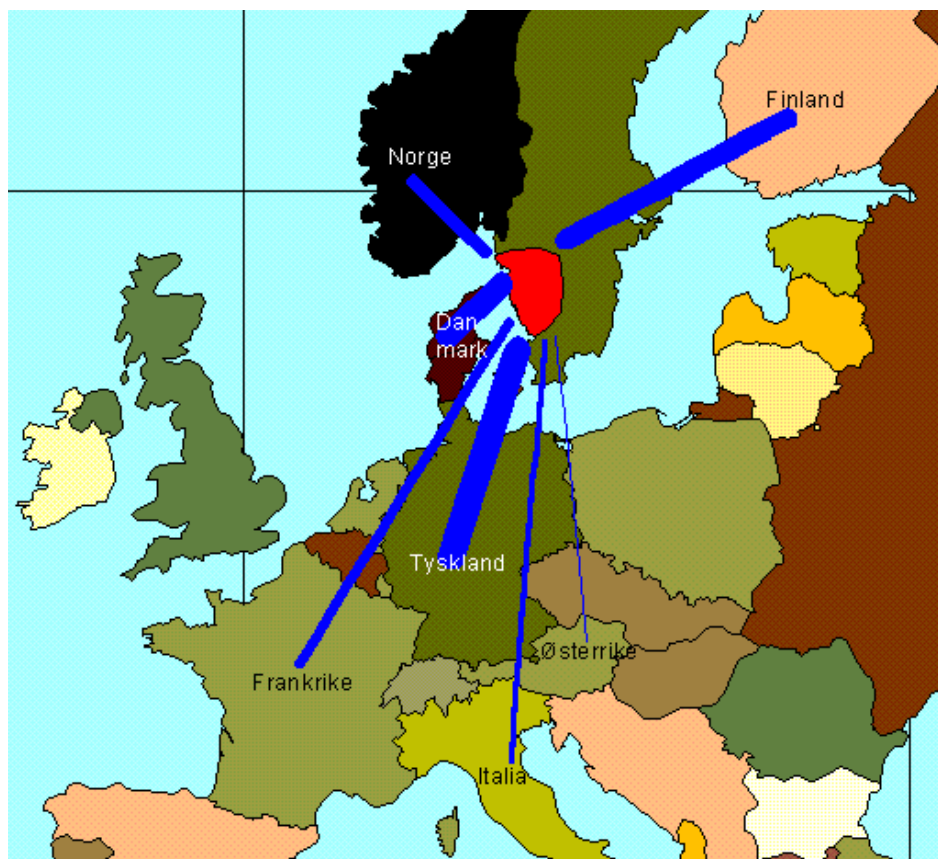 Finland
Norge
Dan
mark
Tyskland
Østerrike
Frankrike
Italia